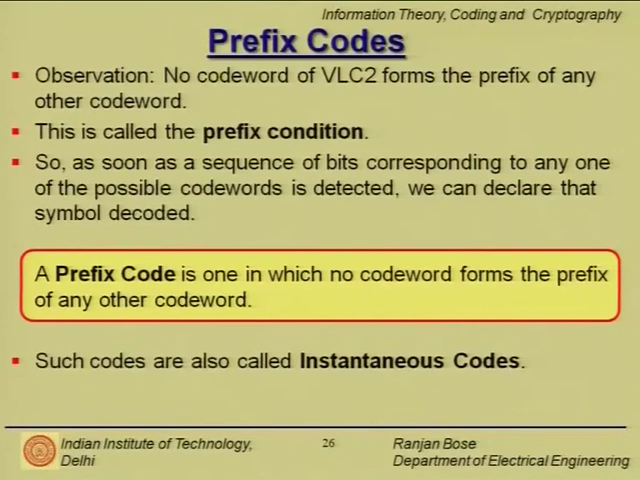 Information Theory, Coding and Cryptography
Prefix Codes
Observation: No codeword of VLC2 forms the prefix of any
other codeword.
This is called the prefix condition.
So, as soon as a sequence of bits corresponding to any one
of the possible codewords is detected, we can declare that
symbol decoded.
A Prefix Code is one in which no codeword forms the prefix
of any other codeword.
Such codes are also called Instantaneous Codes.
Indian Institute of Technology,
Delhi
26
Ranjan Bose
Department of Electrical Engineering